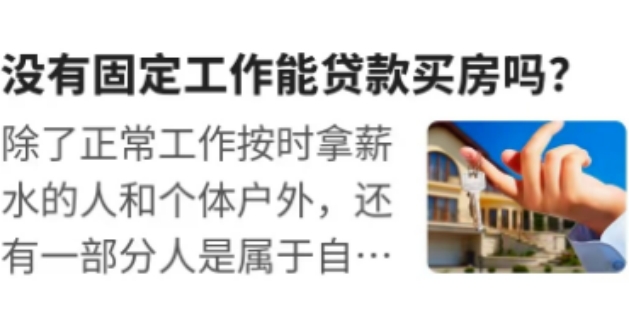 没有固定工作能贷款买房吗？
除了正常工作按时拿薪
水的人和个体户外，还
有一部分人是属于自…